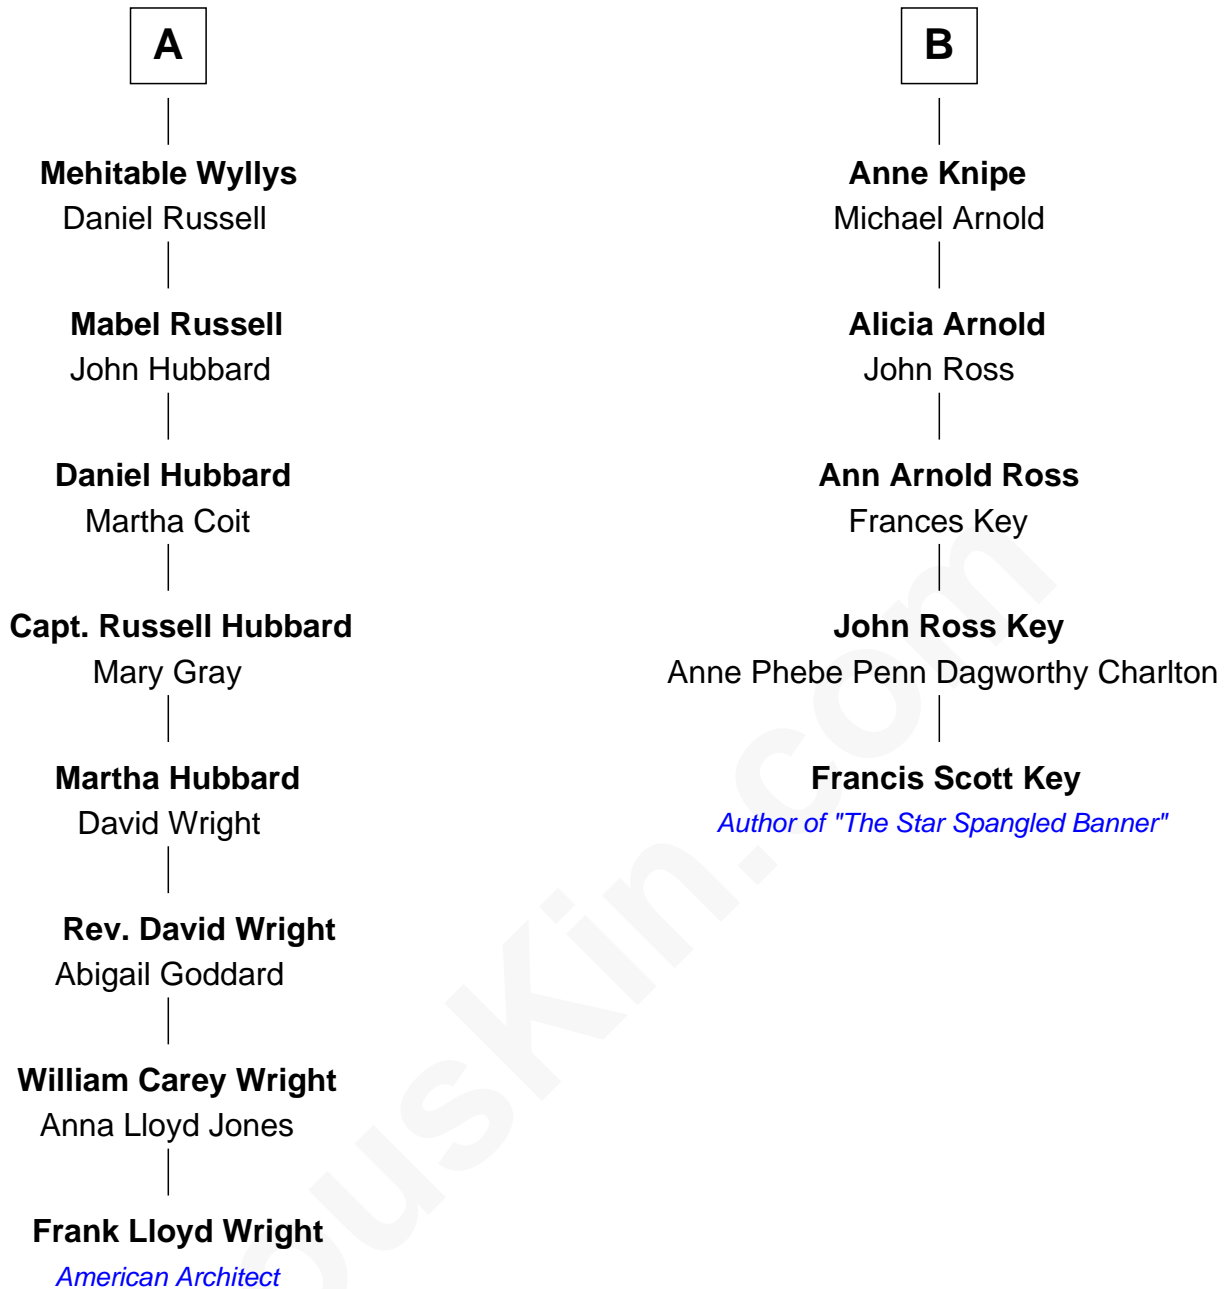 A
Mehitable Wyllys
Daniel Russell
Mabel Russell
John Hubbard
Daniel Hubbard
Martha Coit
Capt. Russell Hubbard
Mary Gray
Martha Hubbard
David Wright
Rev. David Wright
Abigail Goddard
William Carey Wright
Anna Lloyd Jones
Frank Lloyd Wright
American Architect
B
Anne Knipe
Michael Arnold
Alicia Arnold
John Ross
Ann Arnold Ross
Frances Key
John Ross Key
Anne Phebe Penn Dagworthy Charlton
Francis Scott Key
Author of "The Star Spangled Banner"
ousKin.com